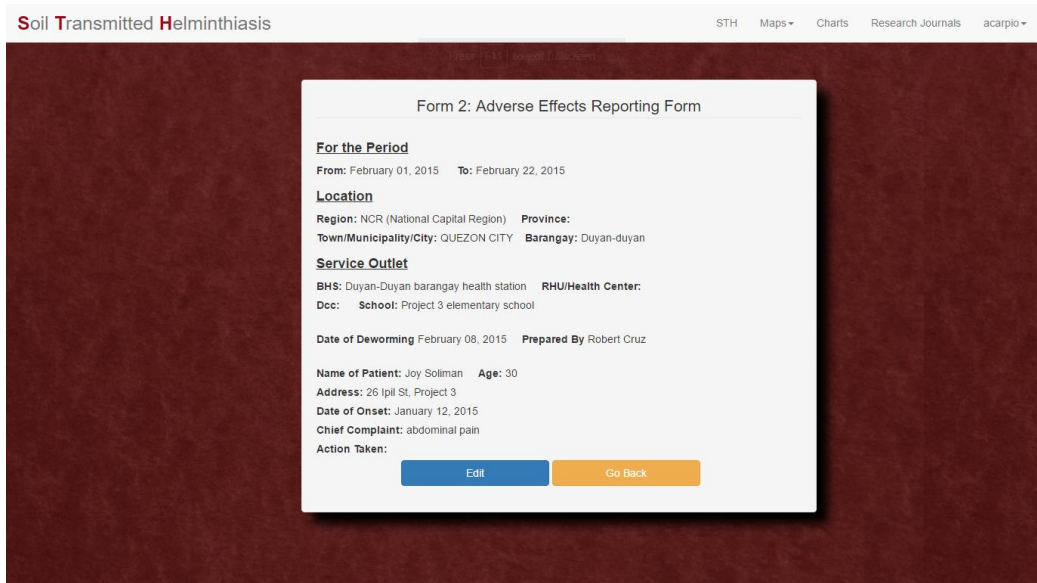 Soil Transmitted Helminthiasis STH Maps Charts Research Journals acarpio
Form 2: Adverse Effects Reporting Form
For the Period
From: February 01, 2015 To: February 22, 2015
Location
Region: NCR (National Capital Region) Province:
Town/Municipality/City: QUEZON CITY Barangay: Duyan-duyan
Service Outlet
BHS: Duyan-Duyan barangay health station RHU/Health Center:
Dcc: School: Project 3 elementary school
Date of Deworming February 08, 2015 Prepared By Robert Cruz
Name of Patient: Joy Soliman Age: 30
Address: 26 Ipil St, Project 3
Date of Onset: January 12, 2015
Chief Complaint: abdominal pain
Action Taken:
Edit Go Back